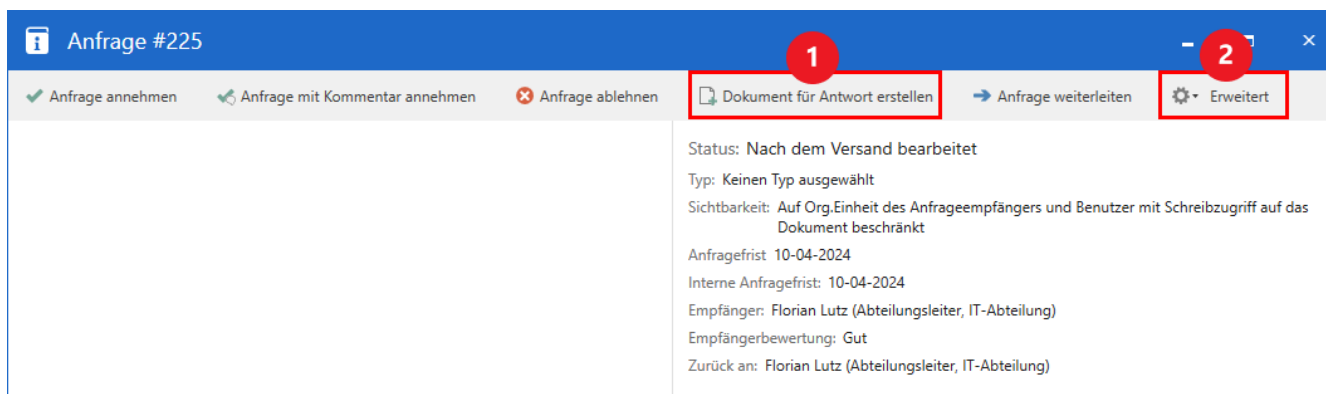 Anfrage #225
1
2
Anfrage annehmen
Anfrage mit Kommentar annehmen
Anfrage ablehnen
Dokument für Antwort erstellen
Anfrage weiterleiten
Erweitert
Status: Nach dem Versand bearbeitet
Typ: Keinen Typ ausgewählt
Sichtbarkeit: Auf Org.Einheit des Anfrageempfängers und Benutzer mit Schreibzugriff auf das
Dokument beschränkt
Anfragefrist 10-04-2024
Interne Anfragefrist: 10-04-2024
Empfänger: Florian Lutz (Abteilungsleiter, IT-Abteilung)
Empfängerbewertung: Gut
Zurück an: Florian Lutz (Abteilungsleiter, IT-Abteilung)